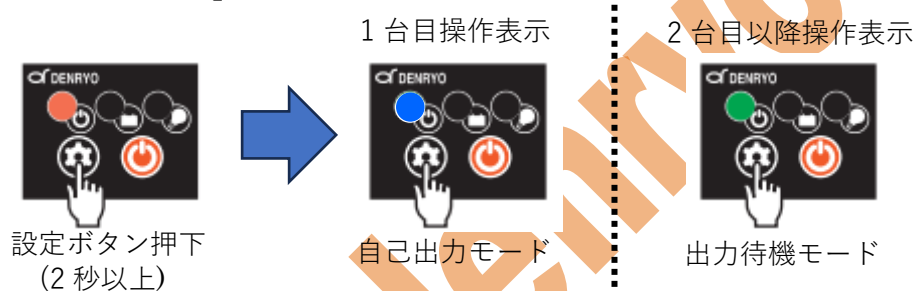 1 台目操作表示
2 台目以降操作表示
DENRYO
DENRYO
DENRYO
設定ボタン押下
(2 秒以上)
自己出力モード
出力待機モード